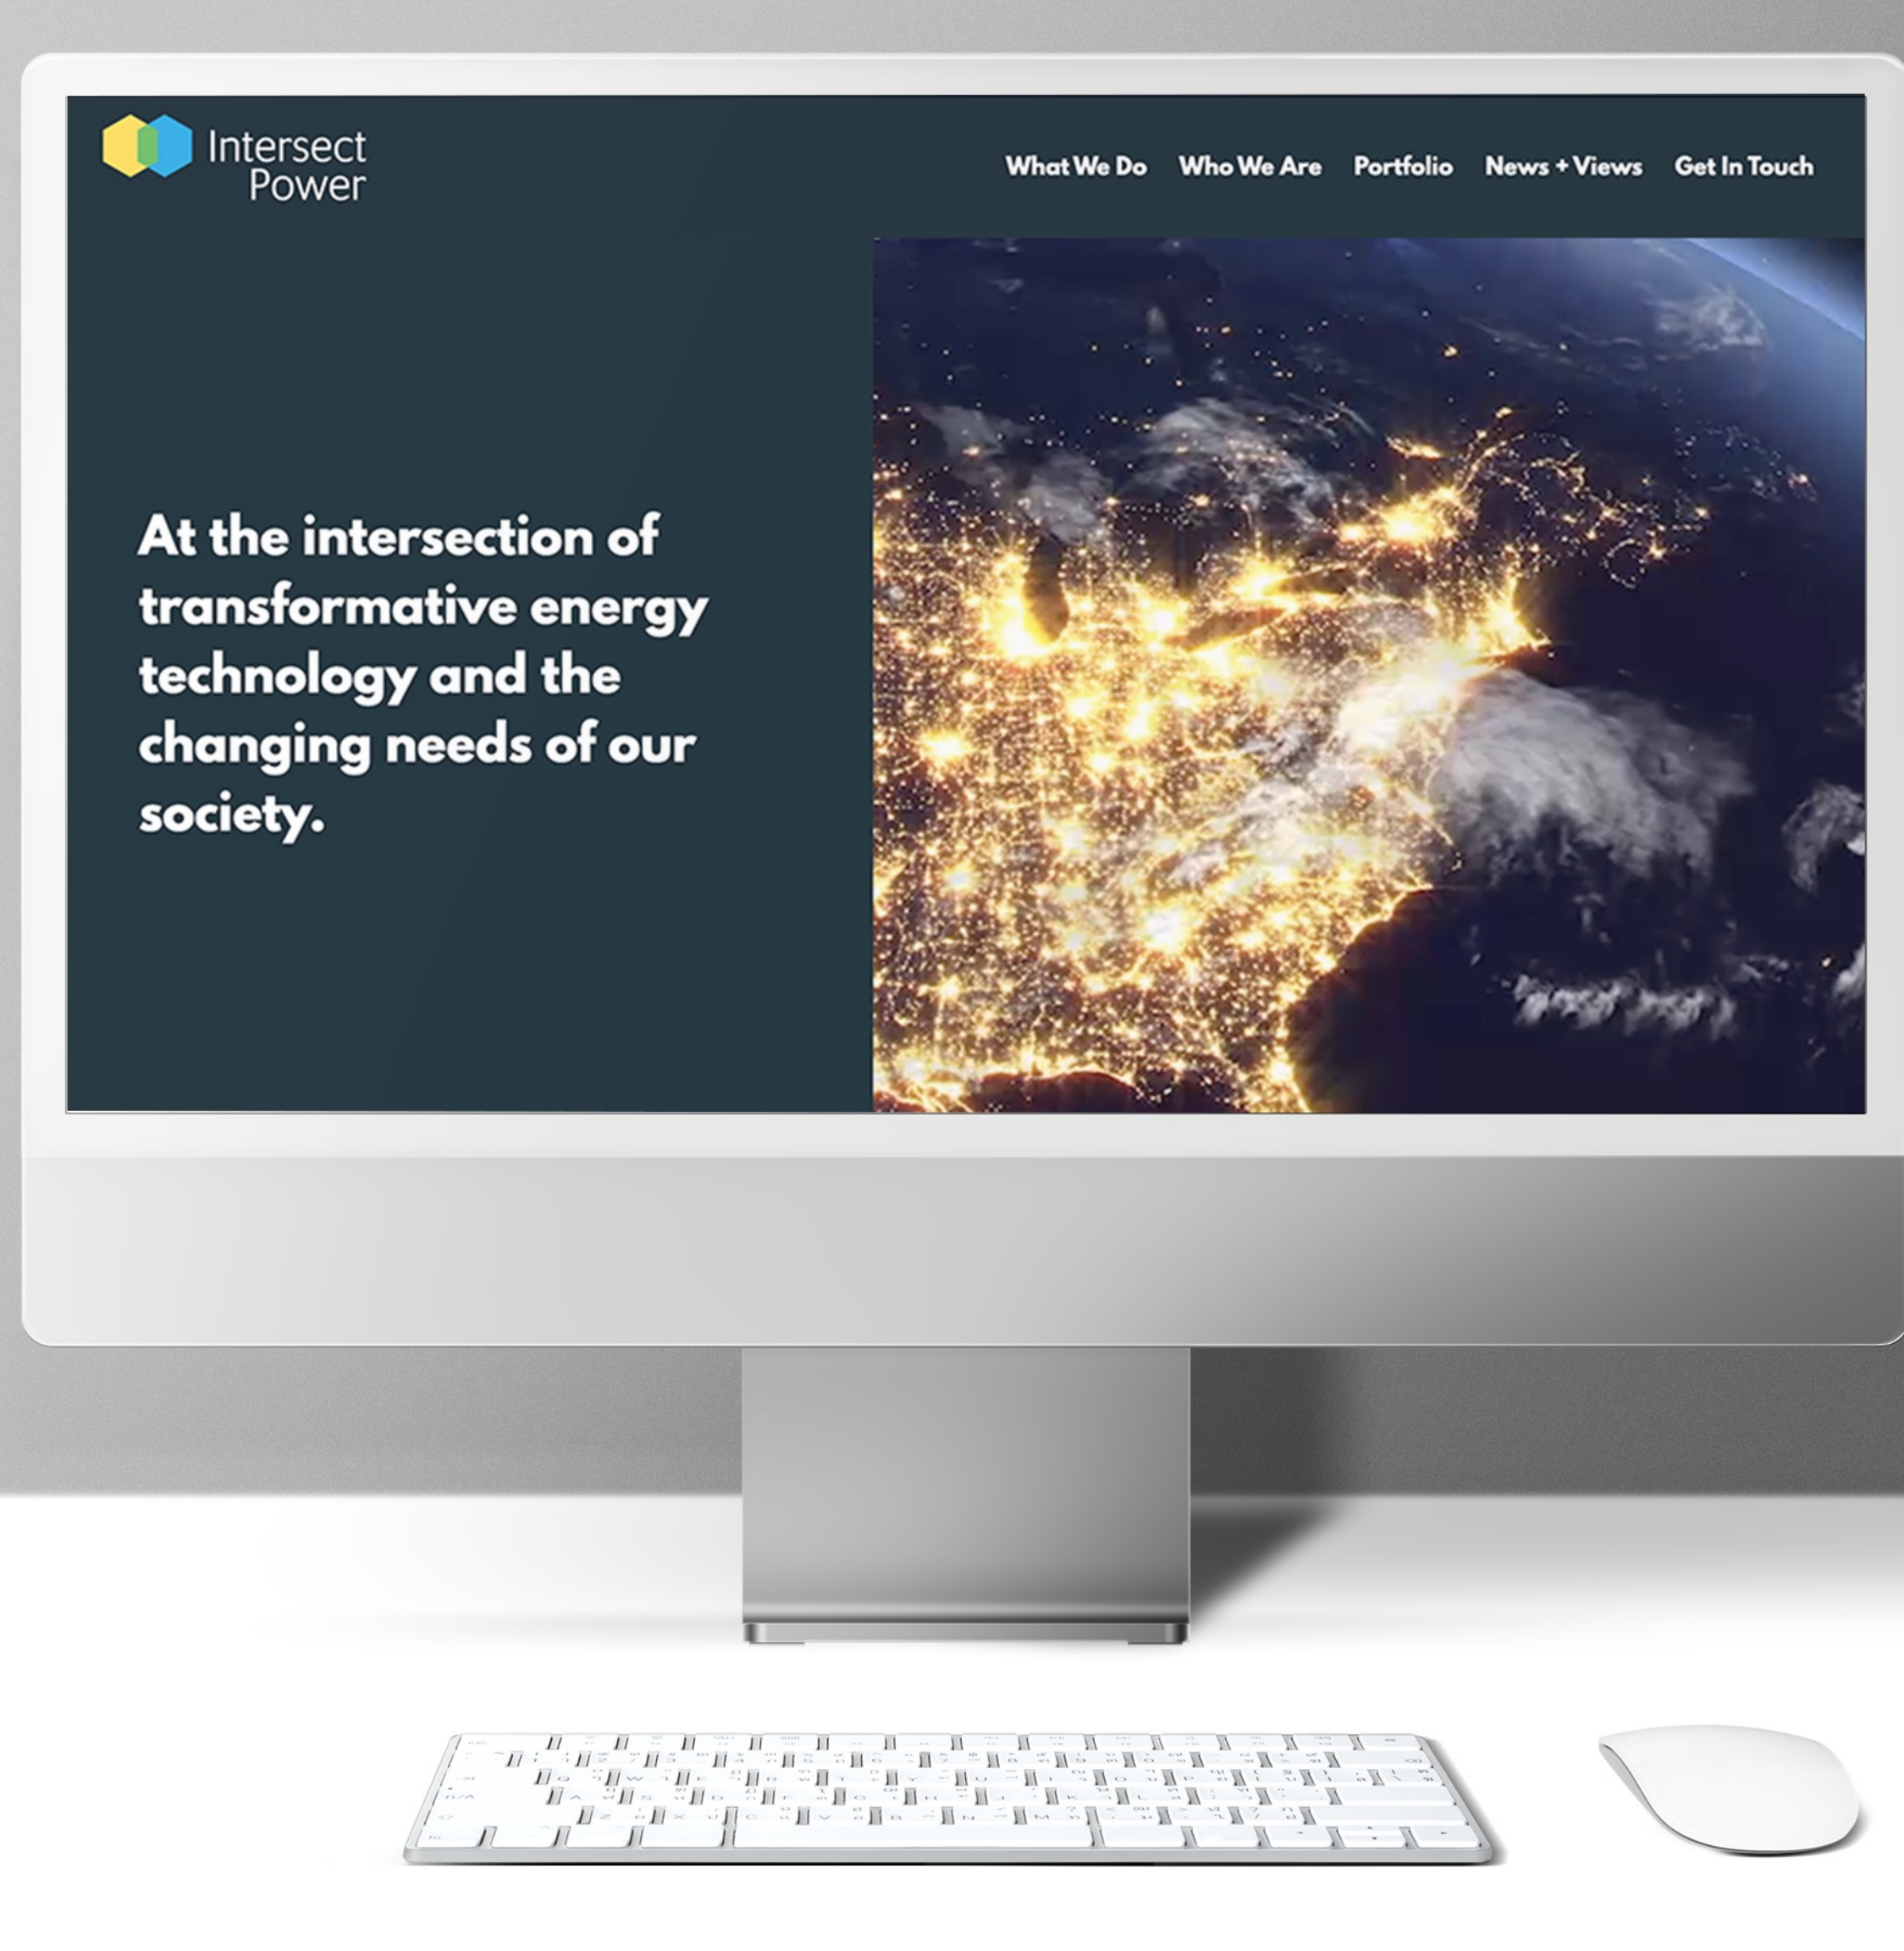 Intersect
Power
What We Do Who We Are Portfolio News + Views Get In Touch
At the intersection of
transformative energy
technology and the
changing needs of our
society.